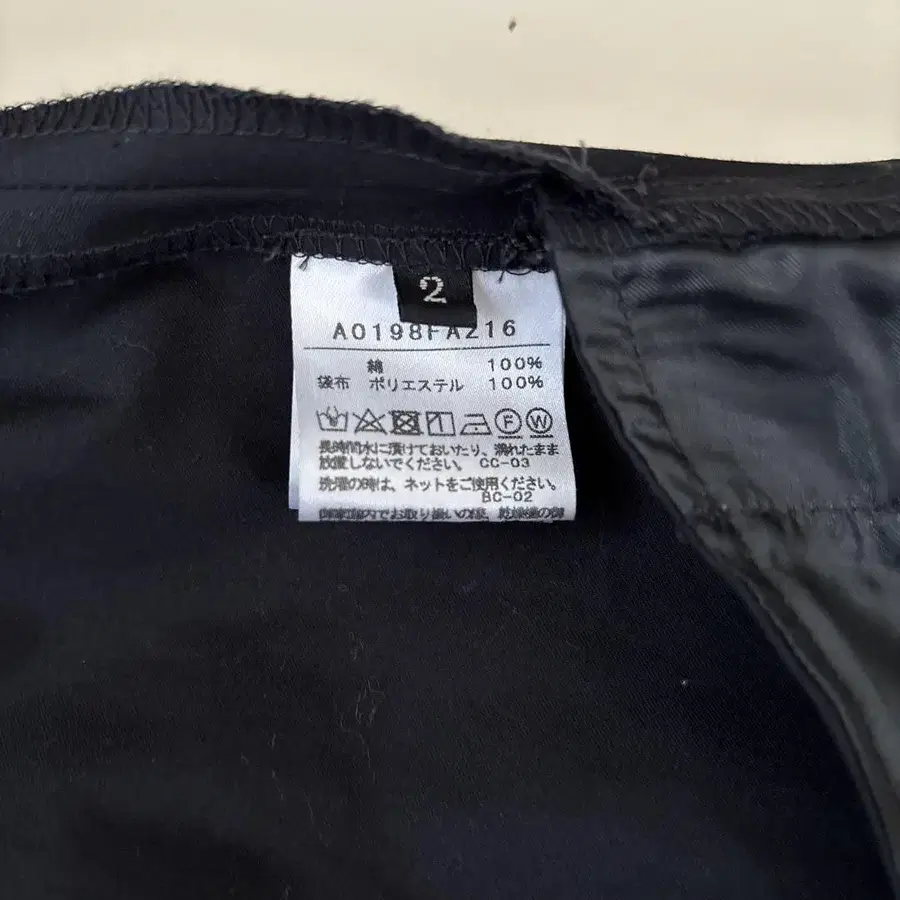 2
A0198FA216
綿 100%
袋布 ポリエステル 100%
F W
長時間水に漬けておいたり、濡れたまま
放置しないでください。 CC-03
洗濯の時は、ネットをご使用ください。
BC-02